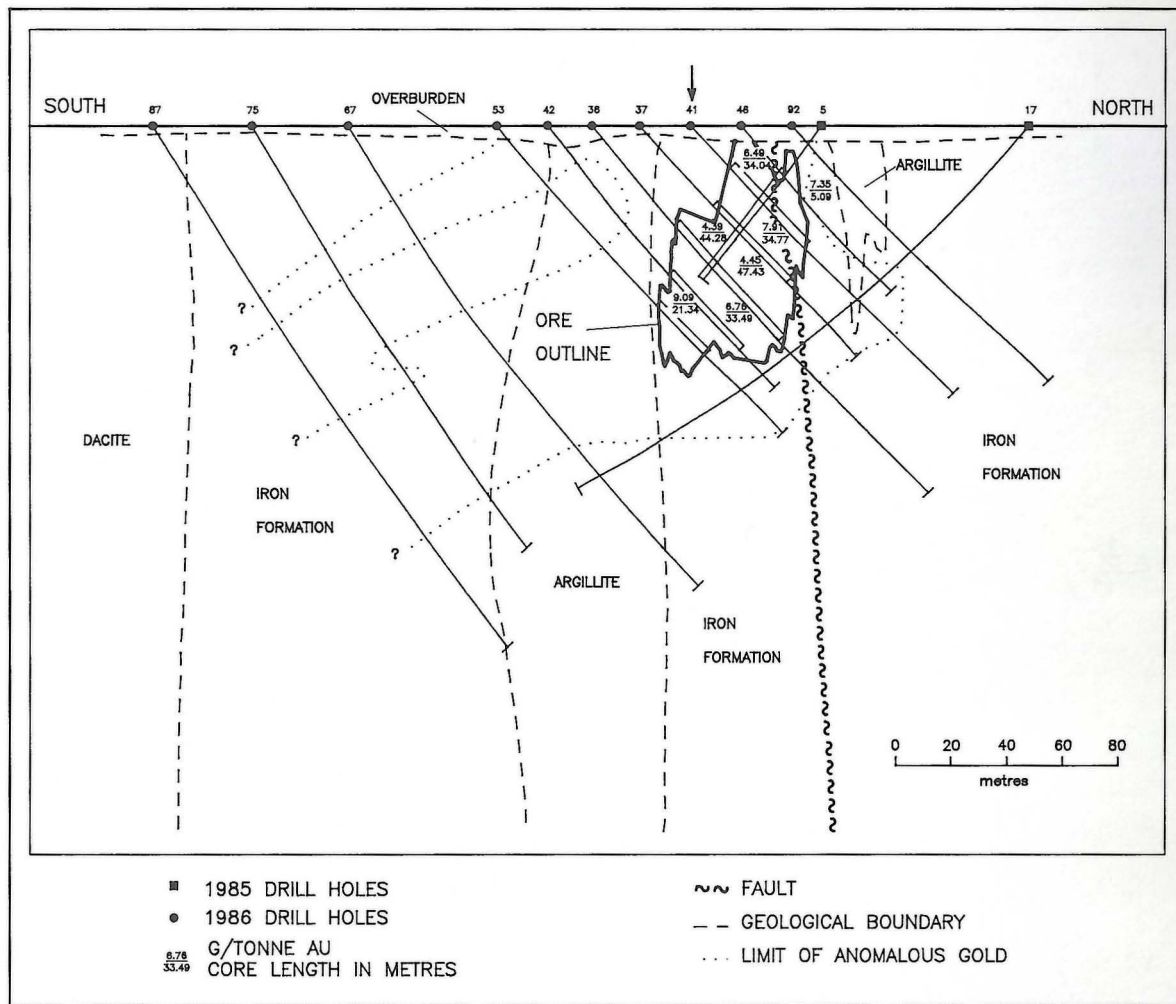 SOUTH
87
75
67
OVERBURDEN
53
42
38
37
41
46
92
5
17
NORTH
ARGILLITE
6.49
34.04
7.35
5.09
4.39
44.28
7.91
34.77
4.45
47.43
9.09
21.34
6.76
33.49
ORE
OUTLINE
?
?
?
?
DACITE
IRON
FORMATION
ARGILLITE
IRON
FORMATION
IRON
FORMATION
0 20 40 60 80
metres
1985 DRILL HOLES
1986 DRILL HOLES
6.76
33.49
G/TONNE AU
CORE LENGTH IN METRES
FAULT
GEOLOGICAL BOUNDARY
LIMIT OF ANOMALOUS GOLD